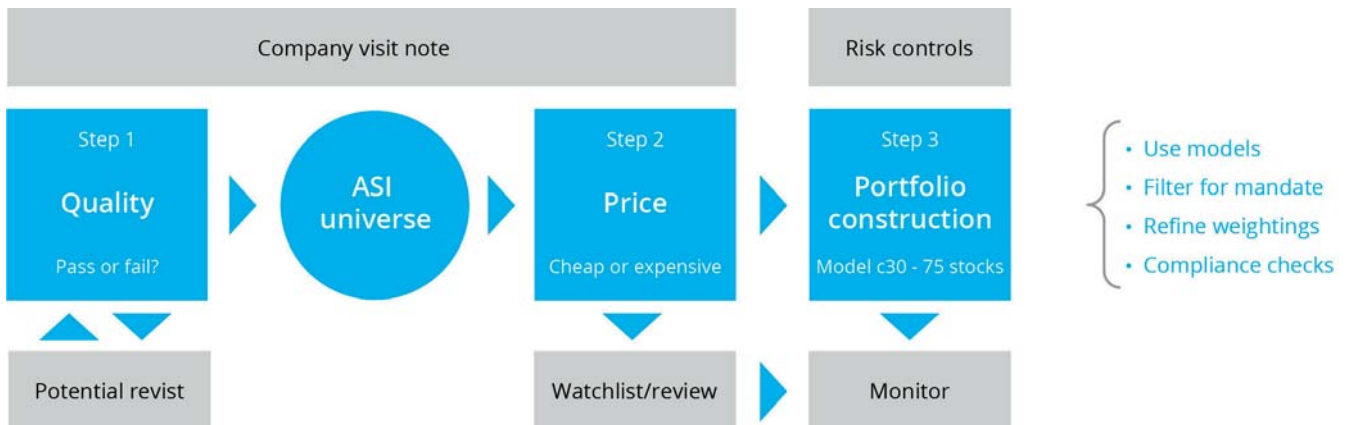 Company visit note
Risk controls
Step 1
Quality
Pass or fail?
ASI
universe
Step 2
Price
Cheap or expensive
Step 3
Portfolio
construction
Model c30 - 75 stocks
• Use models
• Filter for mandate
• Refine weightings
• Compliance checks
Potential revist
Watchlist/review
Monitor